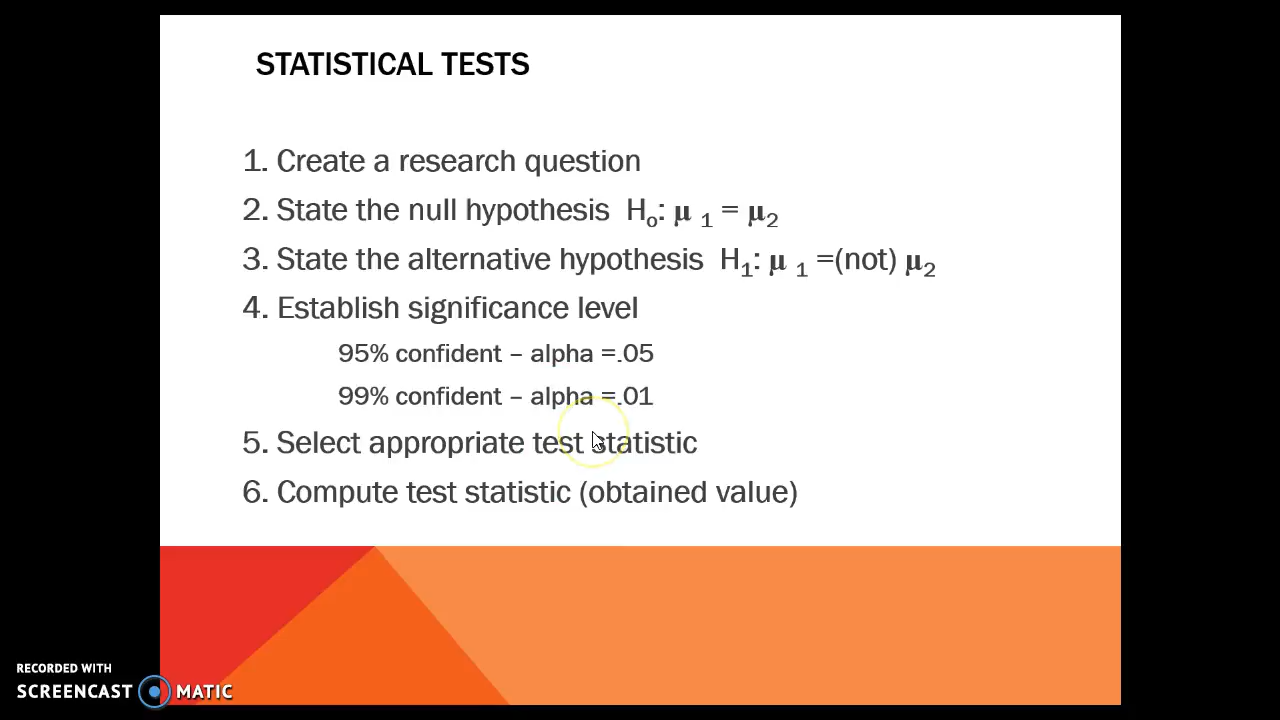 STATISTICAL TESTS
1. Create a research question
2. State the null hypothesis H₀: μ ₁ = μ₂
3. State the alternative hypothesis H₁: μ ₁ =(not) μ₂
4. Establish significance level
95% confident – alpha =.05
99% confident – alpha =.01
5. Select appropriate test statistic
6. Compute test statistic (obtained value)
RECORDED WITH
SCREENCAST MATIC